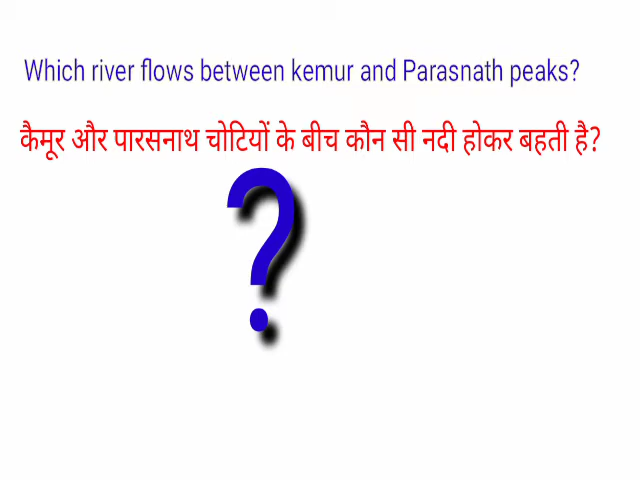 Which river flows between kemur and Parasnath peaks?
कैमूर और पारसनाथ चोटियों के बीच कौन सी नदी होकर बहती है?
?